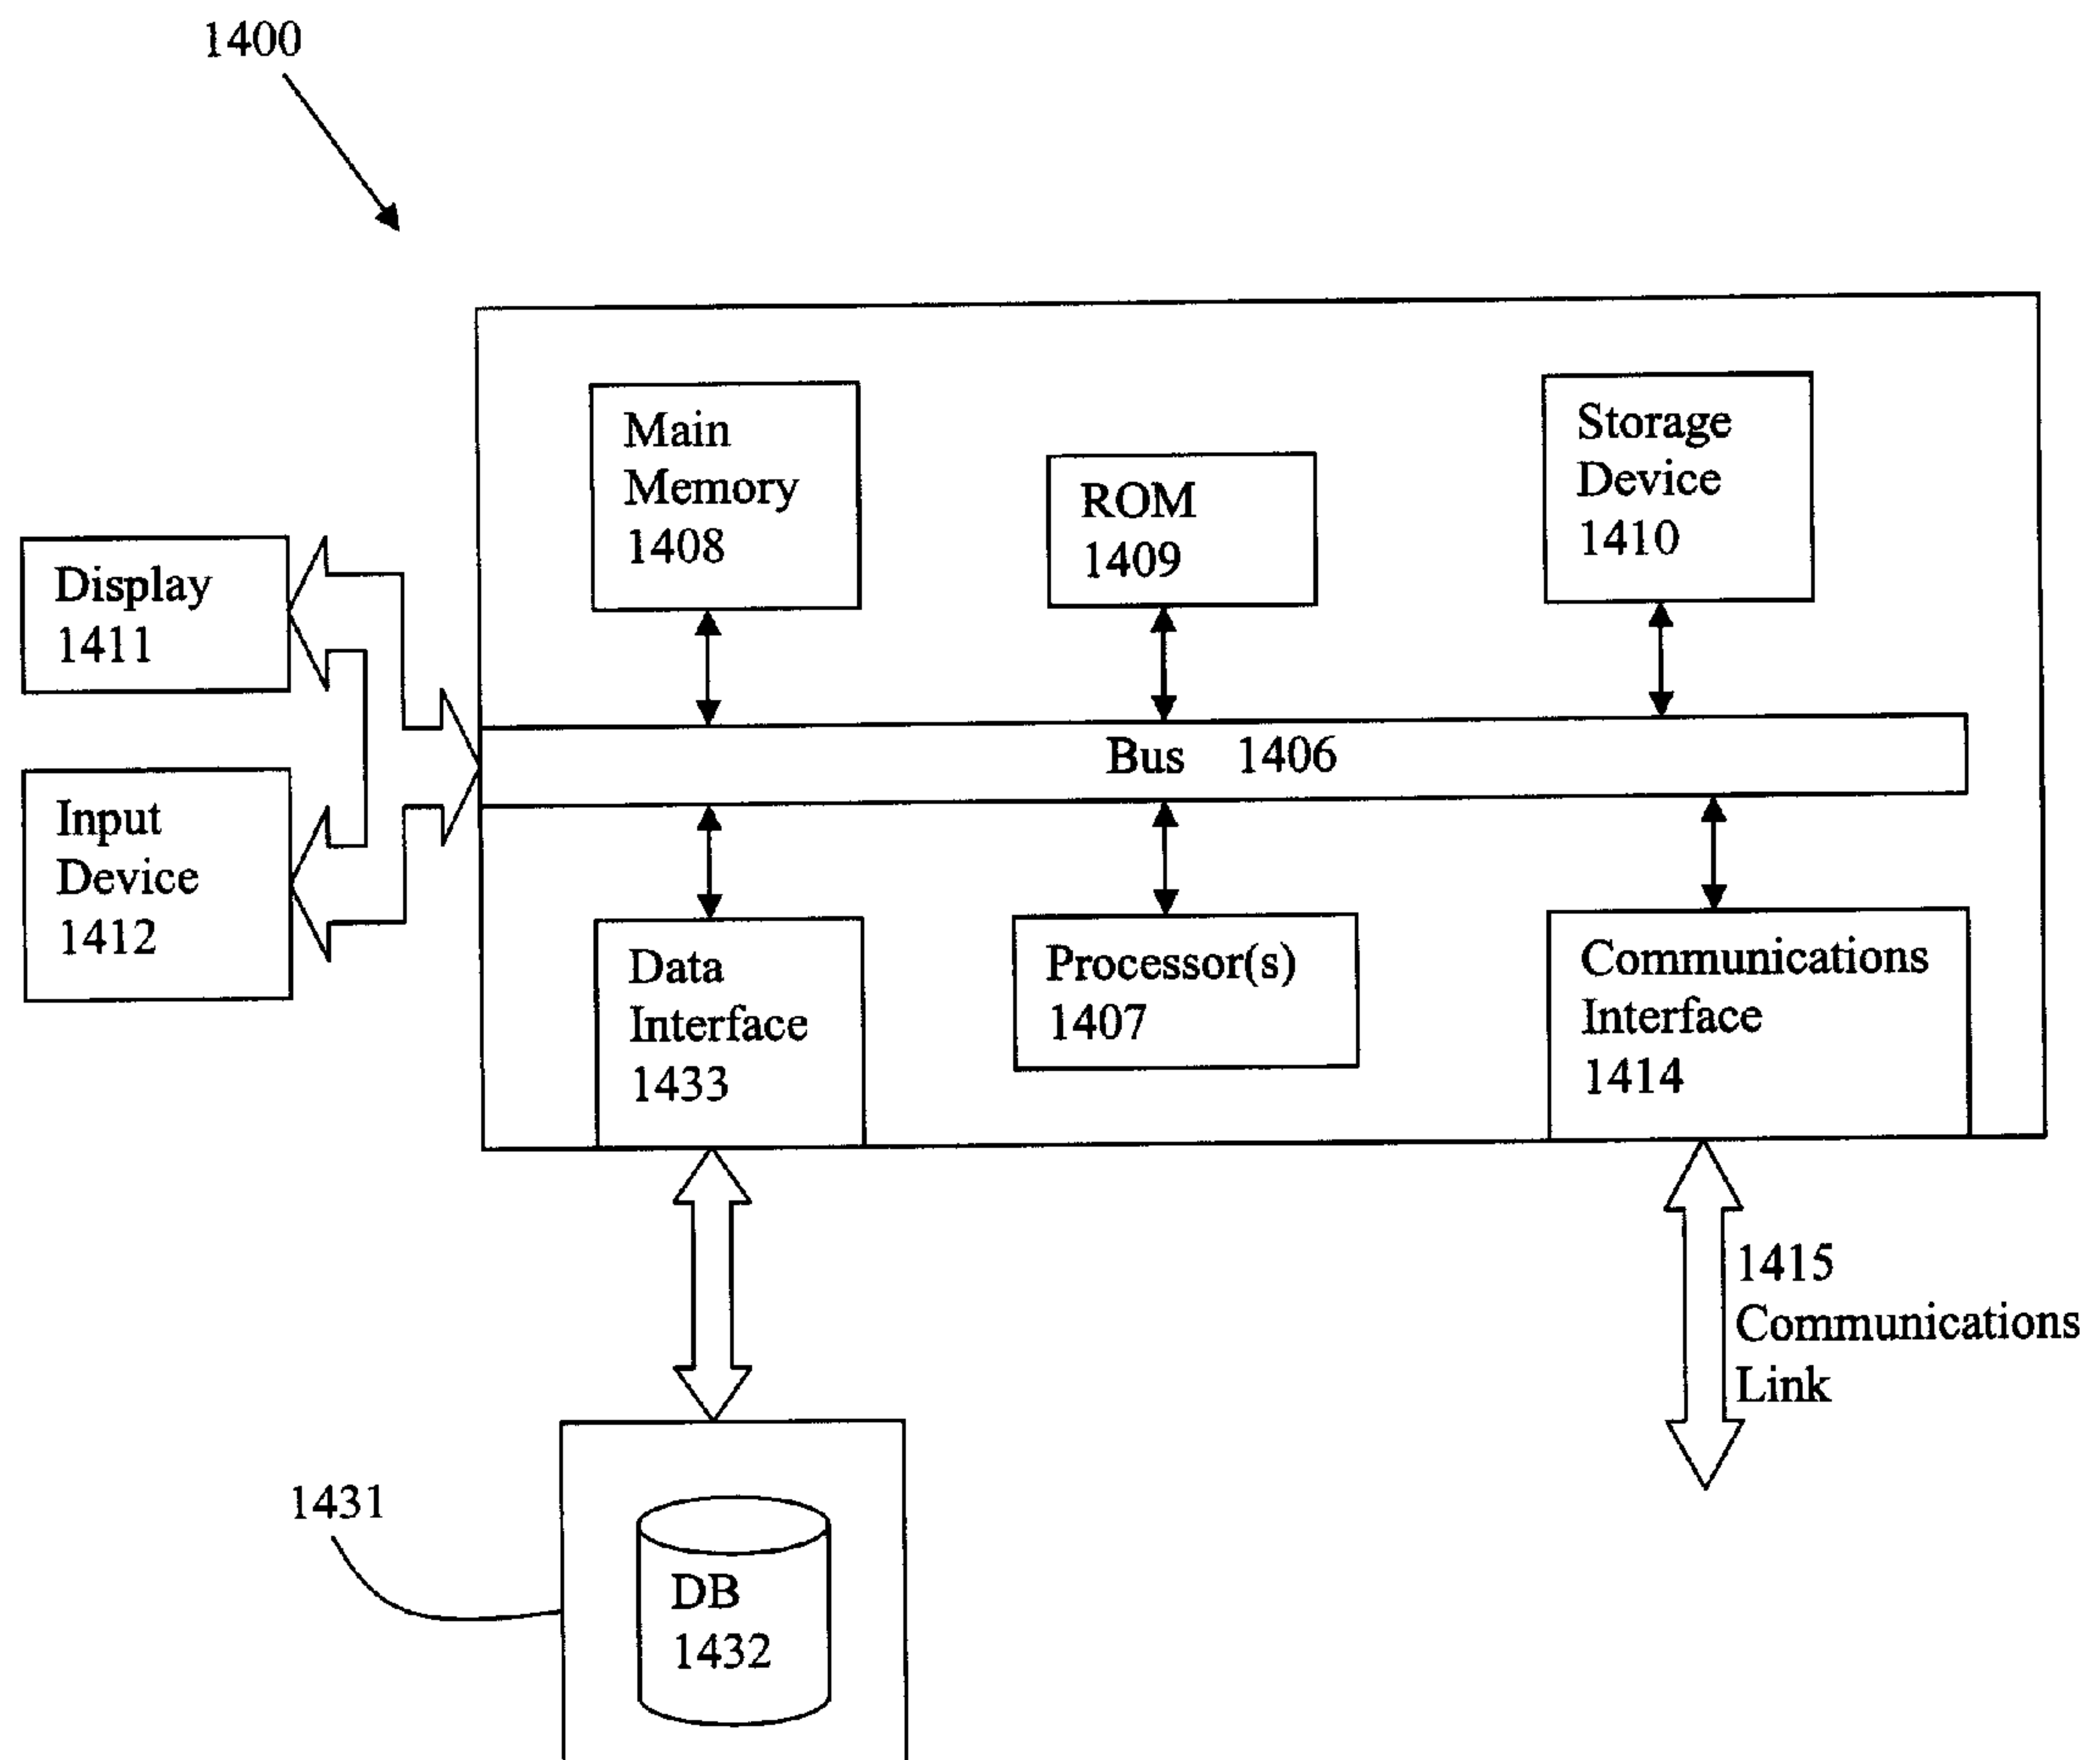 1400
Main
Memory
1408
ROM
1409
Storage
Device
1410
Display
1411
Bus 1406
Input
Device
1412
Data
Interface
1433
Processor(s)
1407
Communications
Interface
1414
1415
Communications
Link
1431
DB
1432